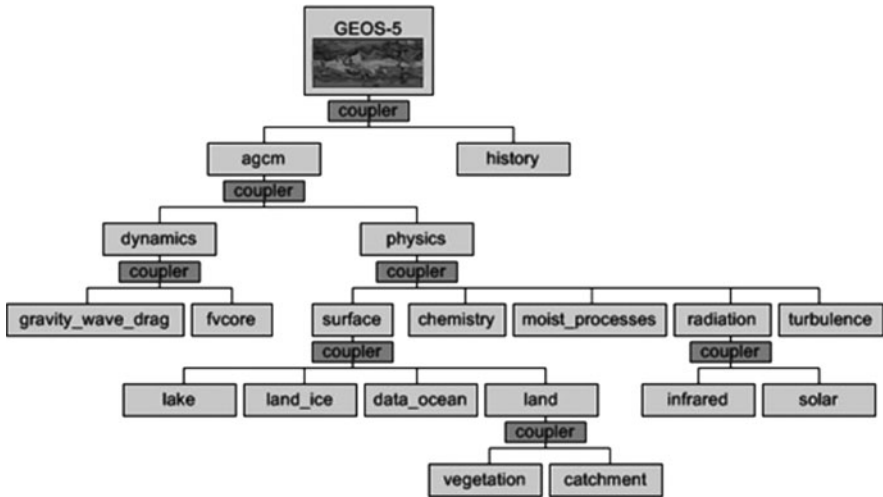 GEOS-5
coupler
agcm history
coupler
dynamics physics
coupler coupler
gravity_wave_drag fvcore surface chemistry moist_processes radiation turbulence
coupler coupler
lake land_ice data_ocean land infrared solar
coupler
vegetation catchment